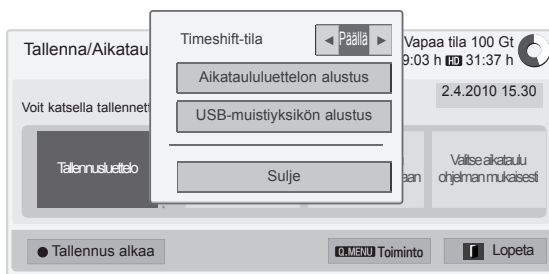 Timeshift-tila
◄ Päällä ►
Aikataululuettelon alustus
USB-muistiyksikön alustus
Sulje
Tallenna/Aikatau
Vapaa tila 100 Gt
9:03 h HD 31:37 h
2.4.2010 15.30
Voit katsella tallennett
Tallennusluettelo
aan
Valitse aikataulu
ohjelman mukaisesti
● Tallennus alkaa
Q.MENU Toiminto
Lopeta